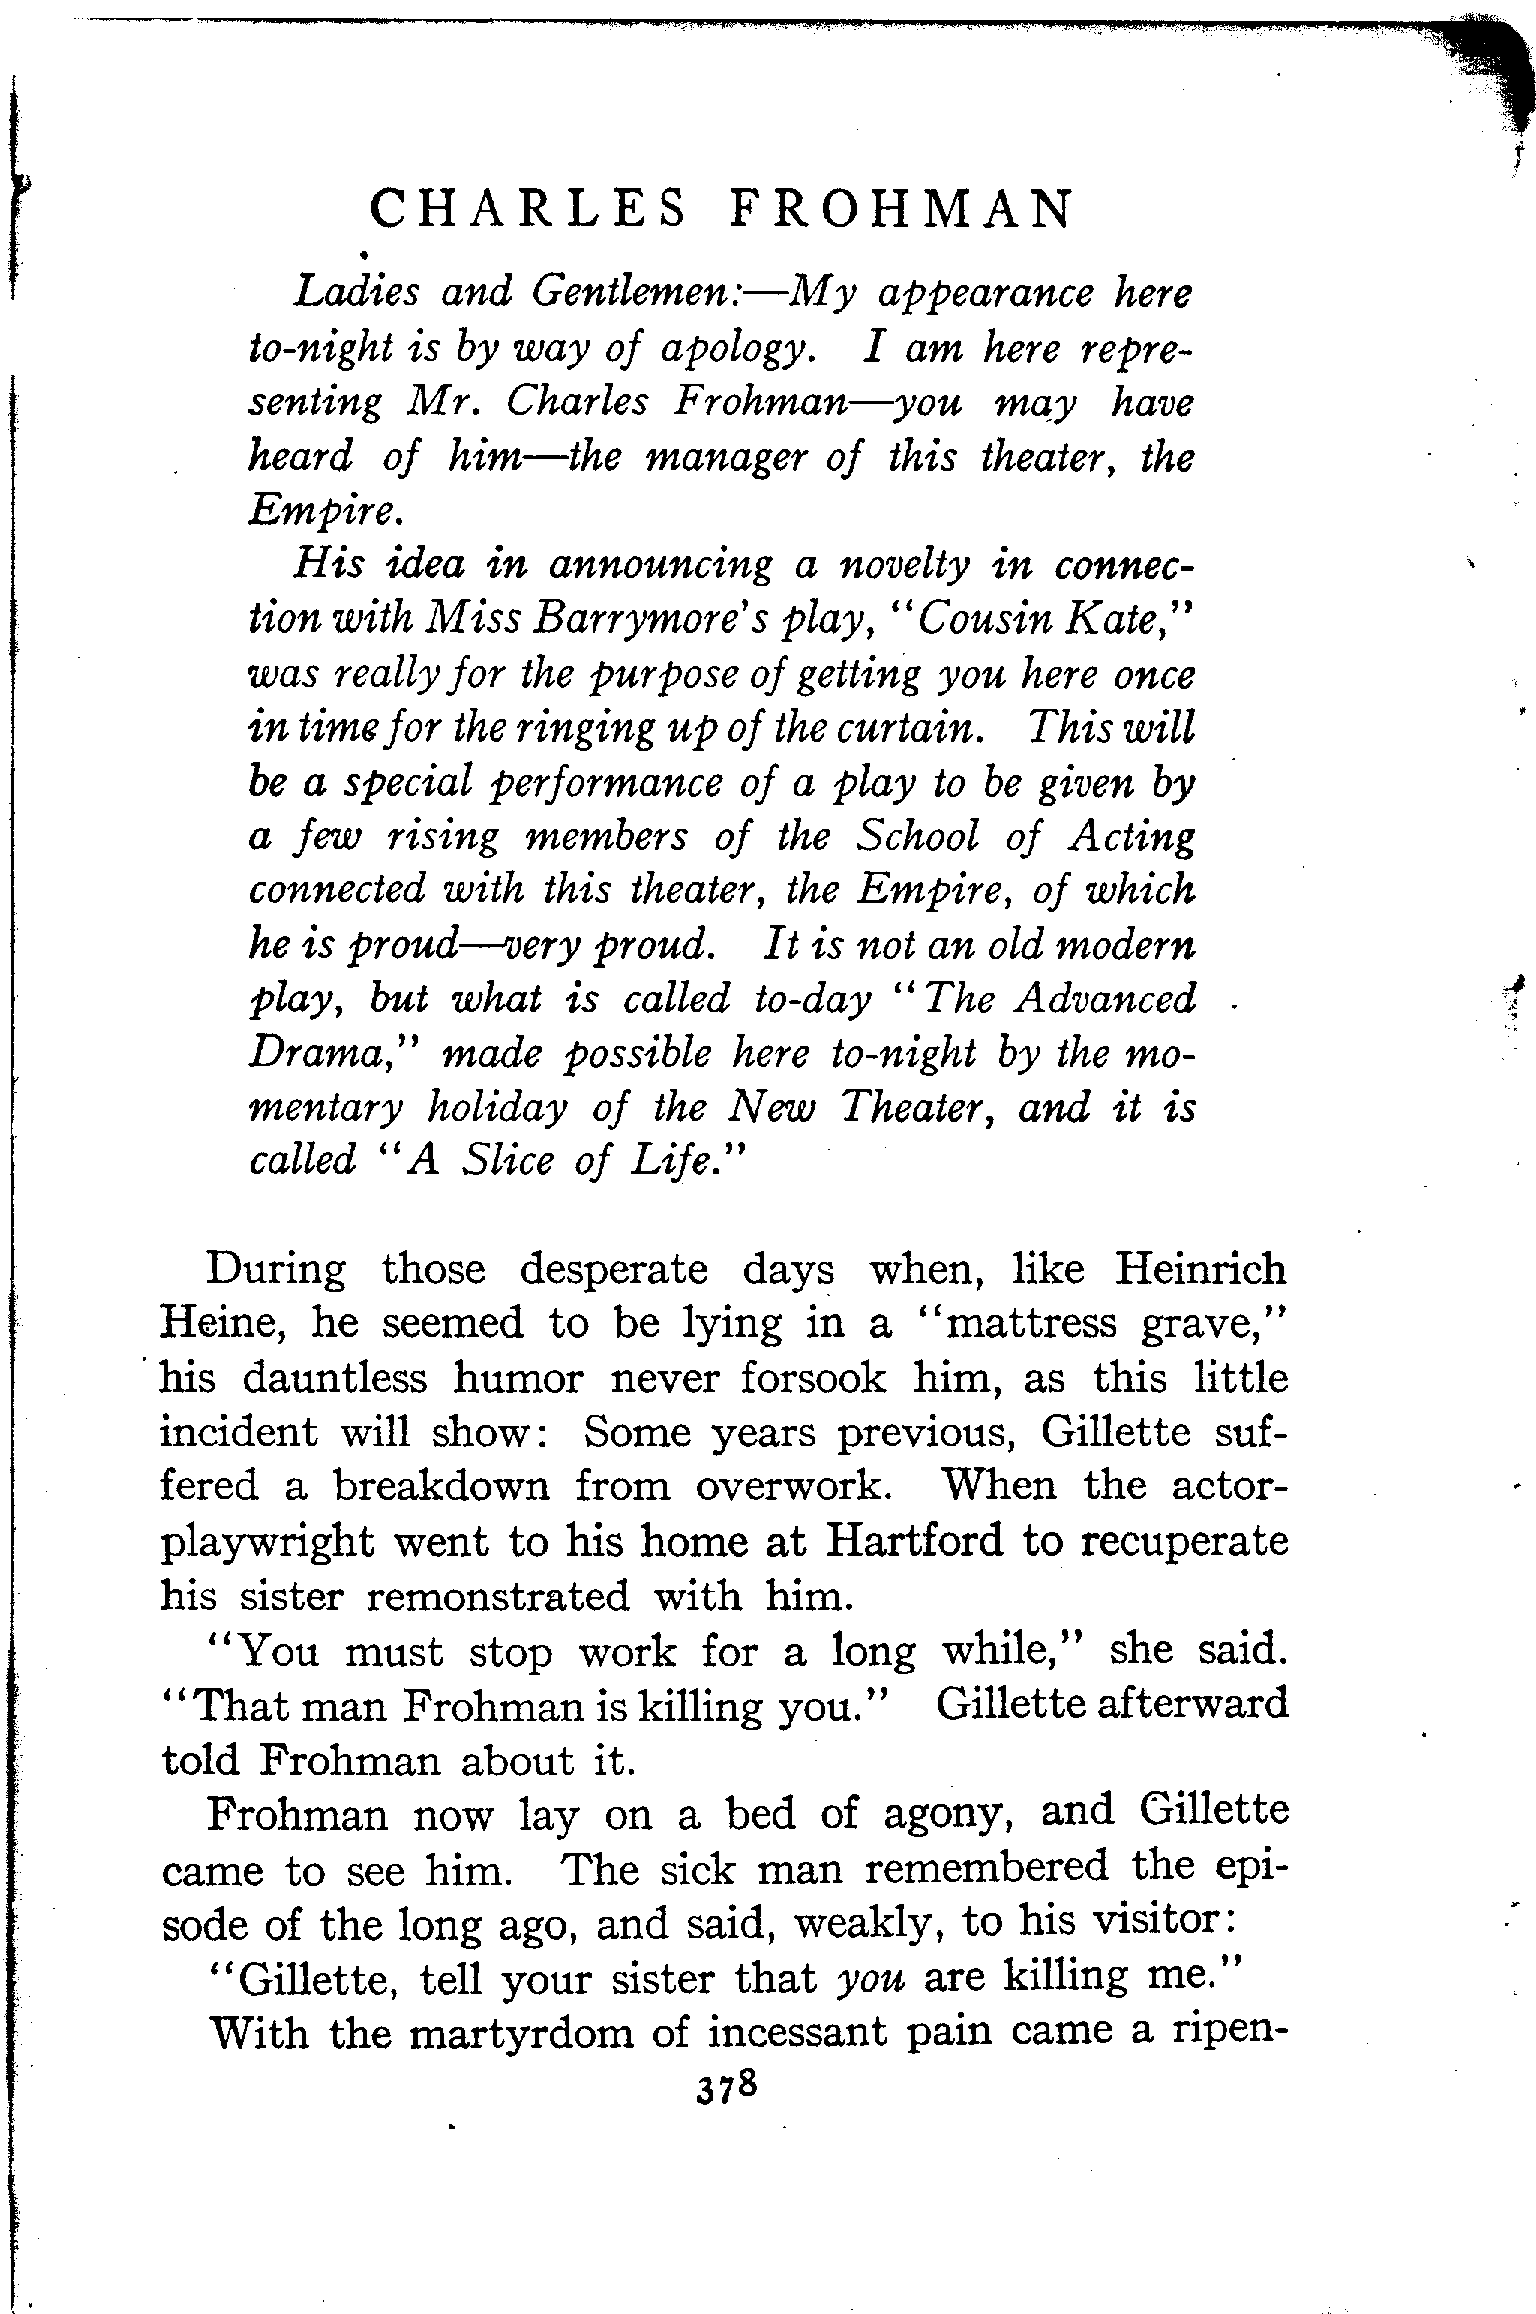 CHARLES FROHMAN
Ladies and Gentlemen:—My appearance here
to-night is by way of apology. I am here repre-
senting Mr. Charles Frohman—you may have
heard of him—the manager of this theater, the
Empire.
His idea in announcing a novelty in connec-
tion with Miss Barrymore's play, "Cousin Kate,"
was really for the purpose of getting you here once
in time for the ringing up of the curtain. This will
be a special performance of a play to be given by
a few rising members of the School of Acting
connected with this theater, the Empire, of which
he is proud—very proud. It is not an old modern
play, but what is called to-day "The Advanced
Drama," made possible here to-night by the mo-
mentary holiday of the New Theater, and it is
called "A Slice of Life."
During those desperate days when, like Heinrich
Heine, he seemed to be lying in a "mattress grave,"
his dauntless humor never forsook him, as this little
incident will show: Some years previous, Gillette suf-
fered a breakdown from overwork. When the actor-
playwright went to his home at Hartford to recuperate
his sister remonstrated with him.
"You must stop work for a long while," she said.
"That man Frohman is killing you." Gillette afterward
told Frohman about it.
Frohman now lay on a bed of agony, and Gillette
came to see him. The sick man remembered the epi-
sode of the long ago, and said, weakly, to his visitor:
"Gillette, tell your sister that you are killing me."
With the martyrdom of incessant pain came a ripen-
378